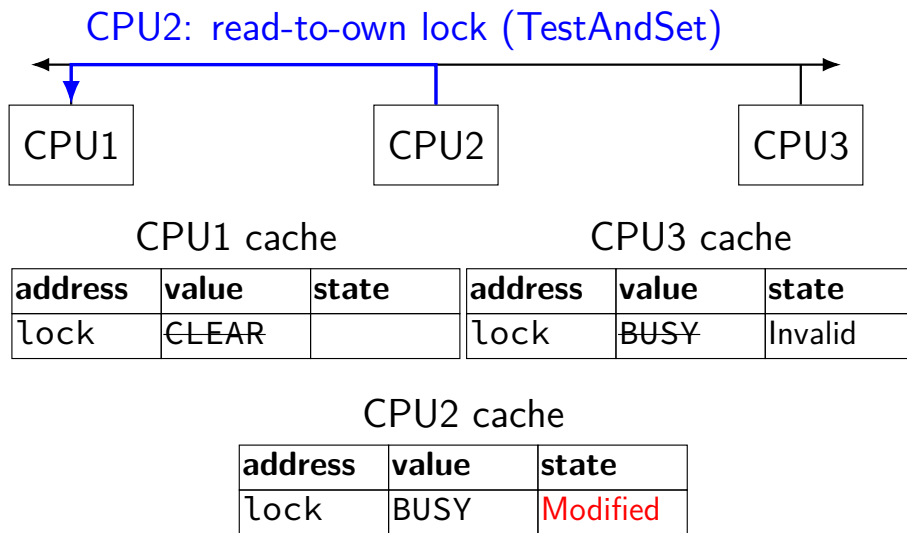 CPU2: read-to-own lock (TestAndSet)
CPU1 CPU2 CPU3
CPU1 cache
address value state
lock CLEAR
CPU3 cache
address value state
lock BUSY Invalid
CPU2 cache
address value state
lock BUSY Modified